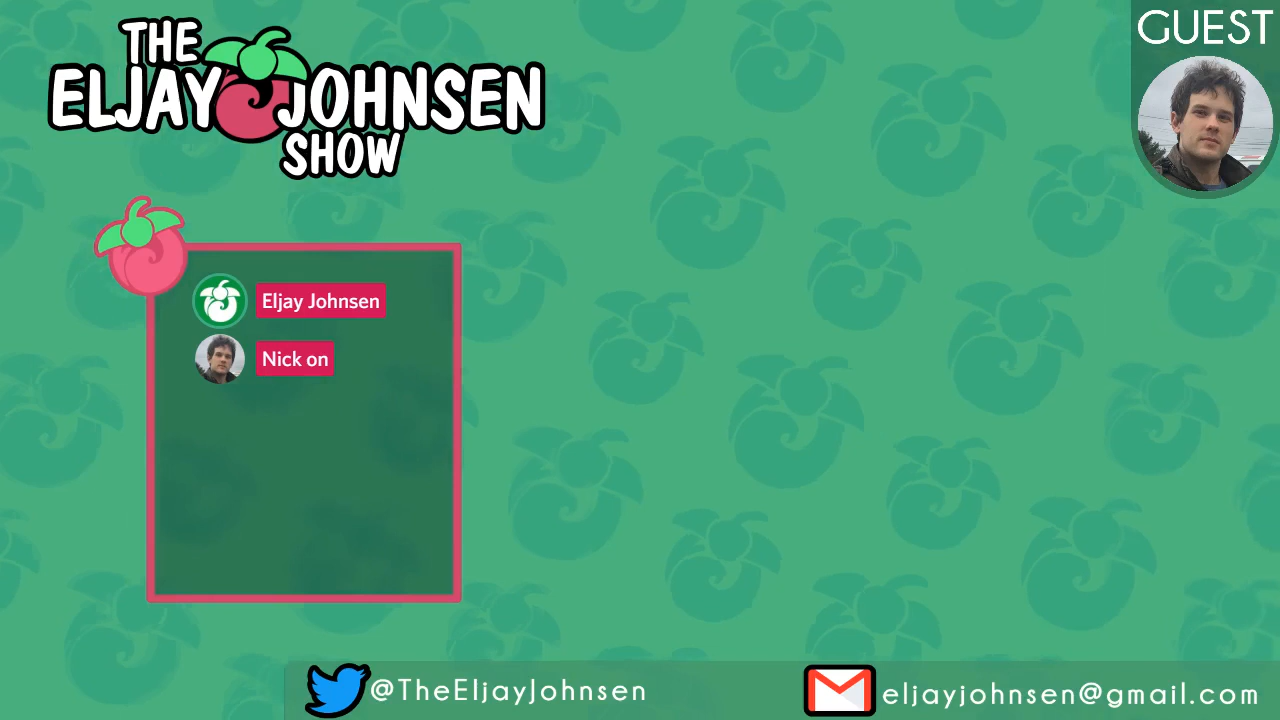 THE
ELJAY JOHNSEN
SHOW
GUEST
Eljay Johnsen
Nick on
@TheEljayJohnsen
eljayjohnsen@gmail.com